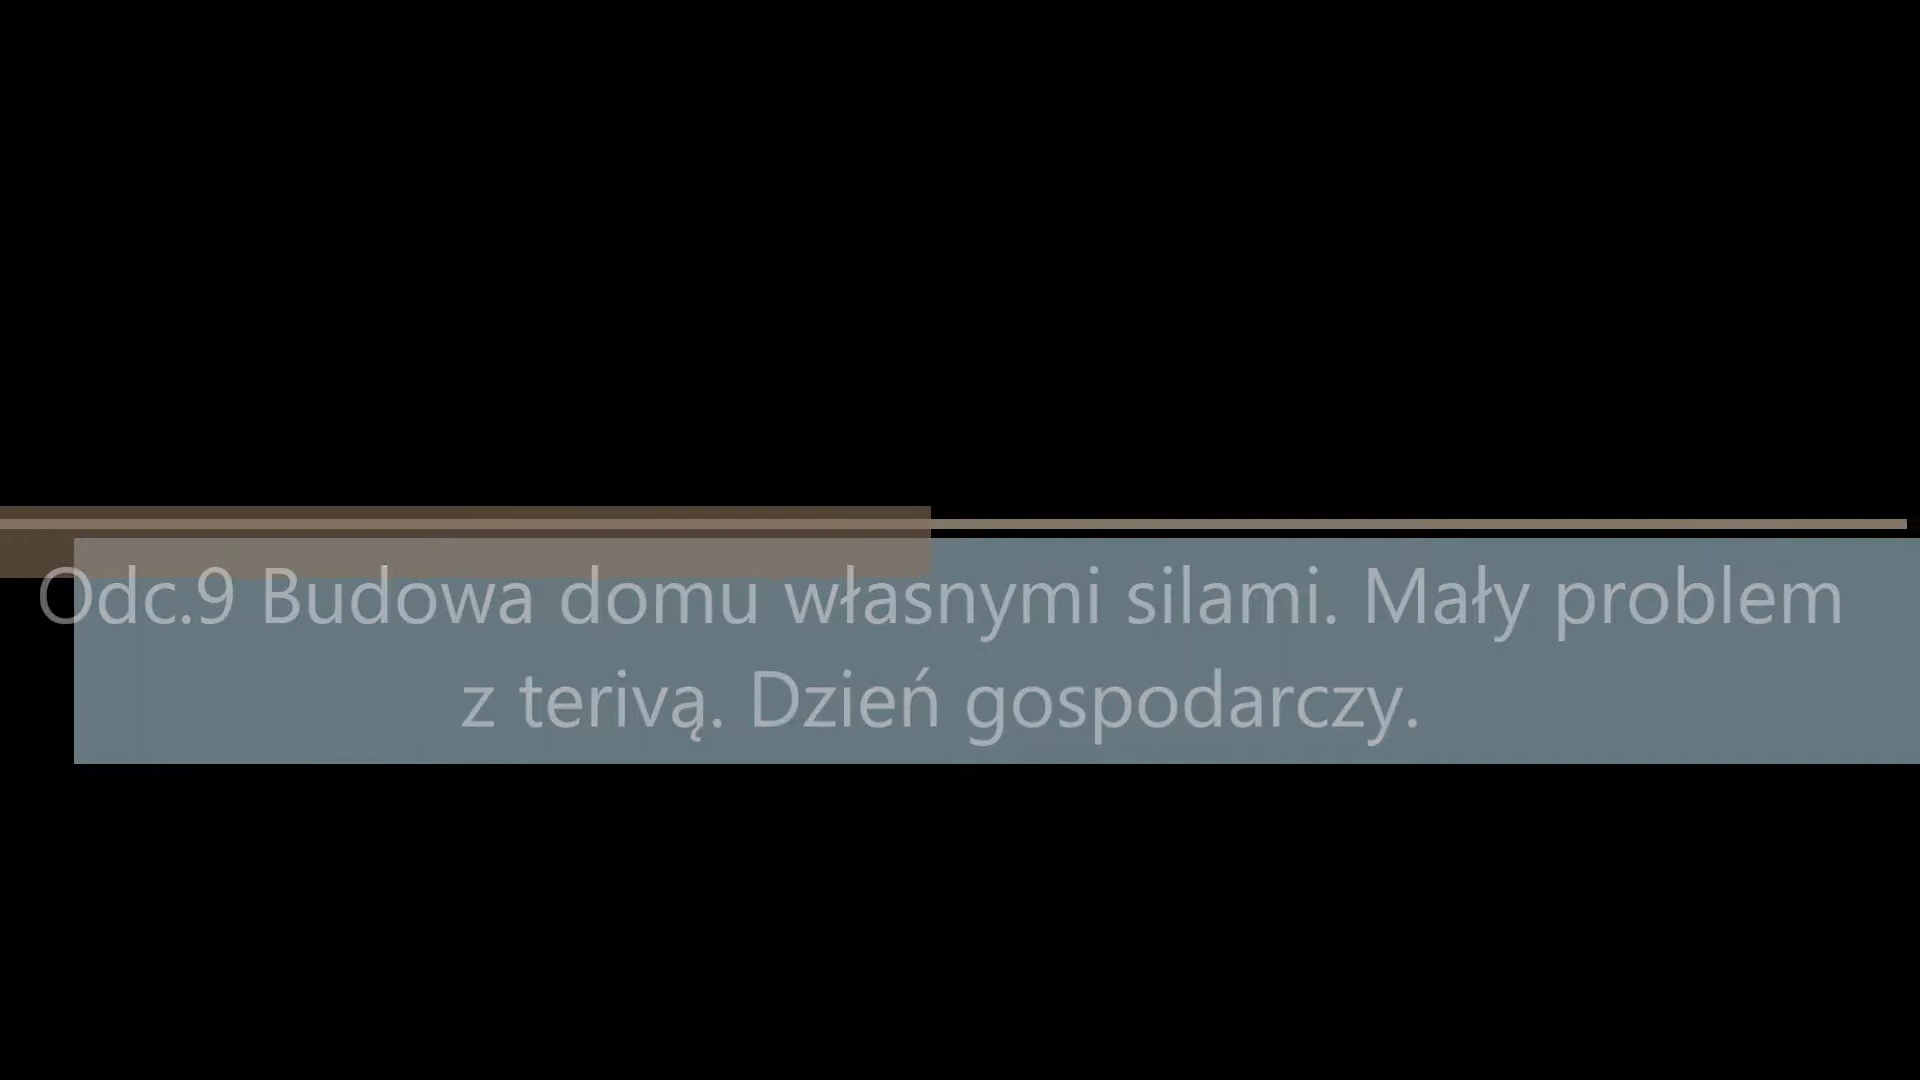 Odc.9 Budowa domu własnymi silami. Mały problem
z terivą. Dzień gospodarczy.